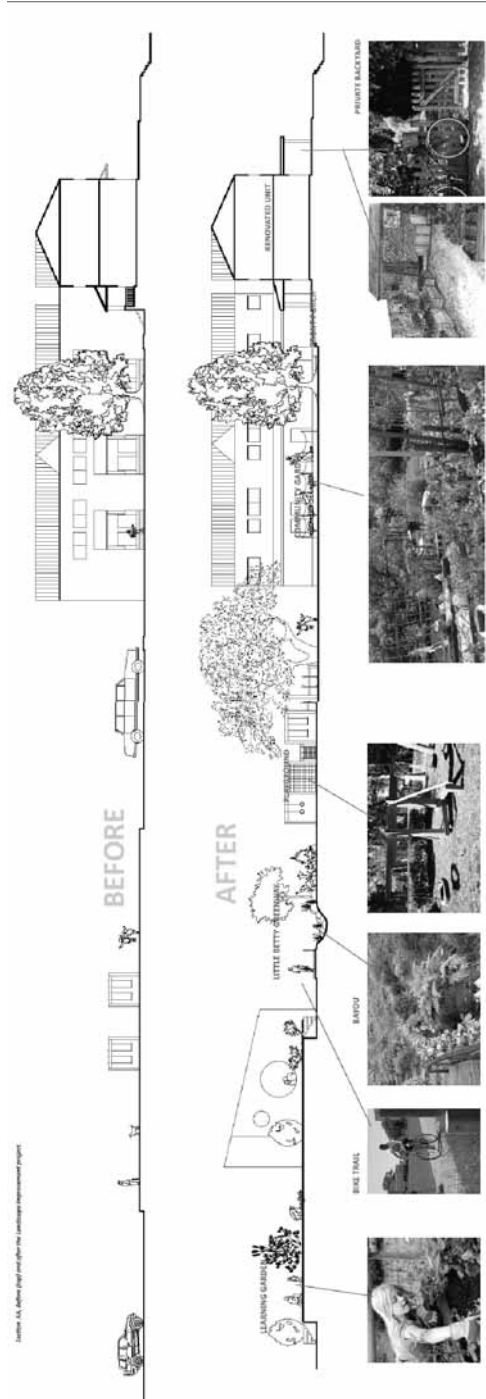 Section AA, before (top) and after the Landscape Improvement project.
BEFORE
AFTER
LEARNING GARDEN
LITTLE BETTY GREENWAY
PLAYGROUND
COMMUNITY GARDEN
RENOVATED UNIT
BIKE TRAIL
BAYOU
PRIVATE BACKYARD